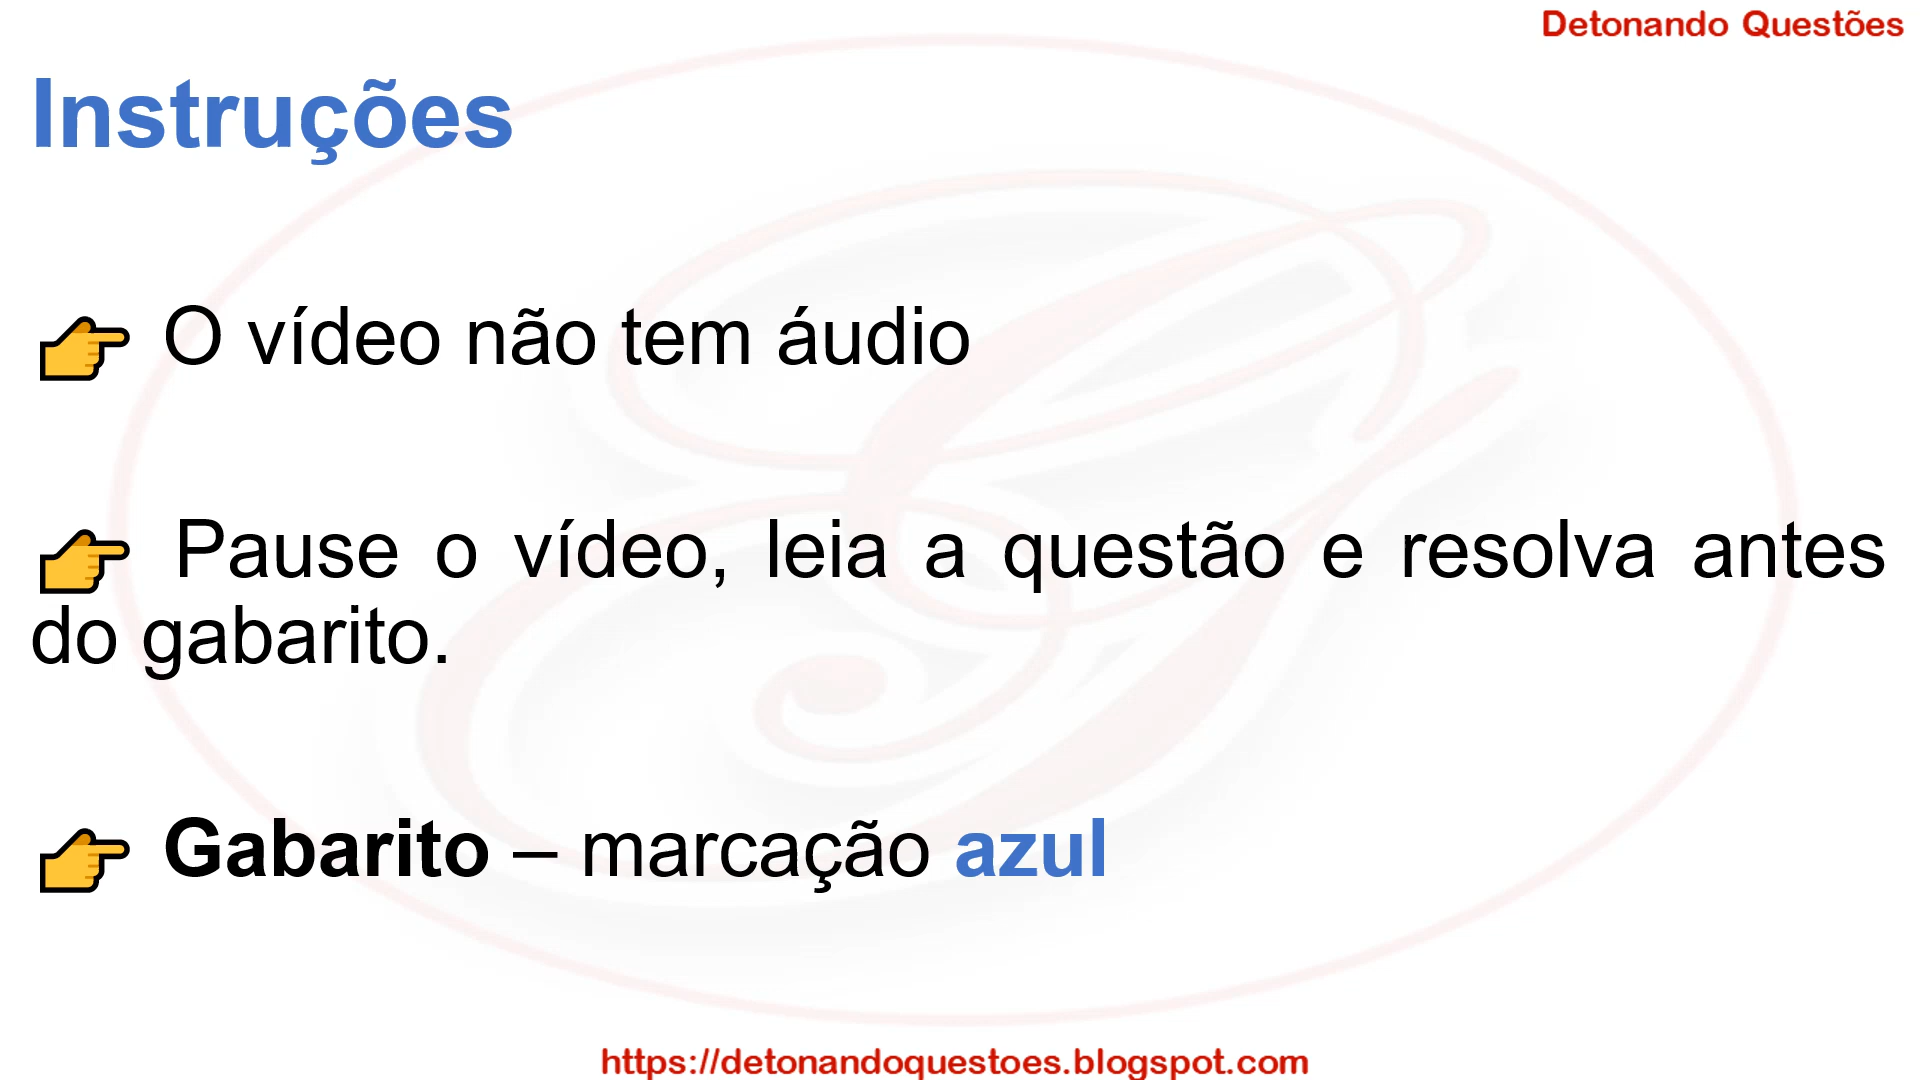 Detonando Questões
Instruções
👉 O vídeo não tem áudio
👉 Pause o vídeo, leia a questão e resolva antes
do gabarito.
👉 Gabarito – marcação azul
https://detonandoquestoes.blogspot.com